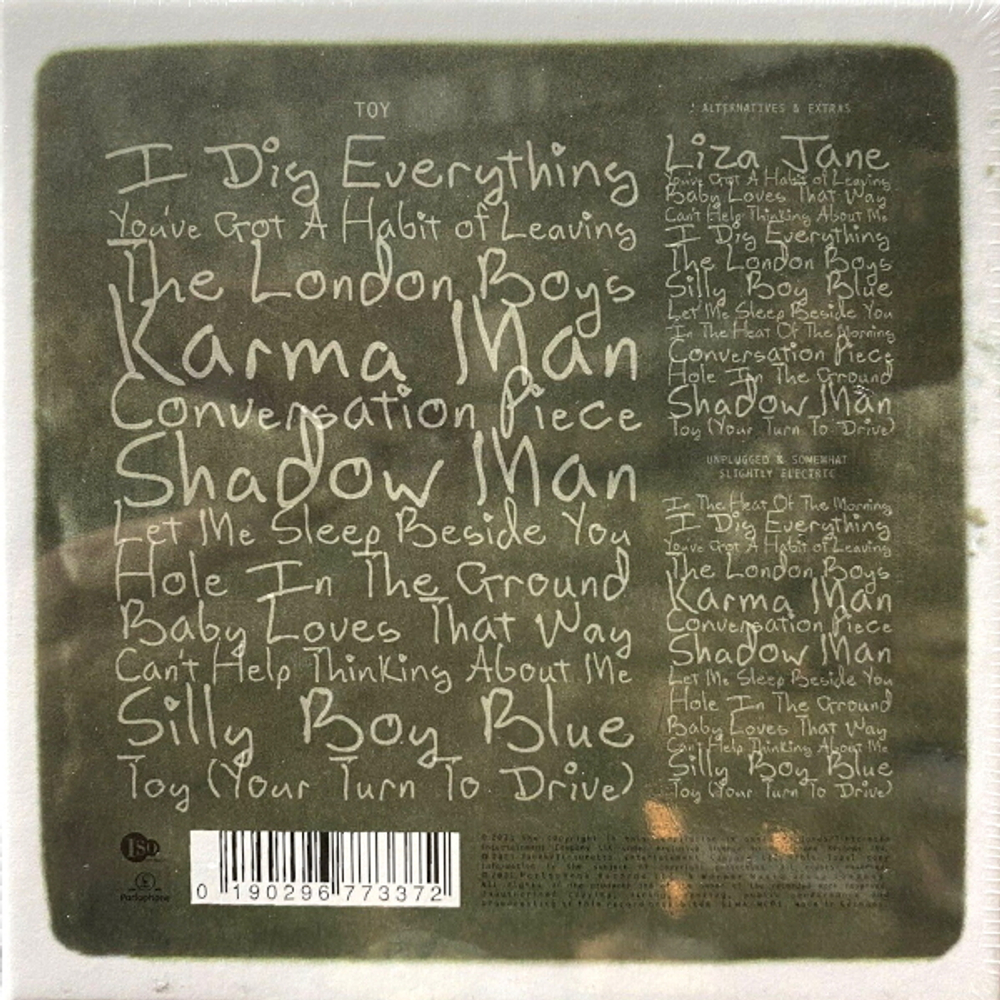 TOY
I Dig Everything
You've Got A Habit of Leaving
The London Boys
Karma Man
Conversation Piece
Shadow Man
Let Me Sleep Beside You
Hole In The Ground
Baby Loves That Way
Can't Help Thinking About Me
Silly Boy Blue
Toy (Your Turn To Drive)
ALTERNATIVES & EXTRAS
Liza Jane
You've Got A Habit of Leaving
Baby Loves That Way
Can't Help Thinking About Me
I Dig Everything
The London Boys
Silly Boy Blue
Let Me Sleep Beside You
In The Heat Of The Morning
Conversation Piece
Hole In The Ground
Shadow Man
Toy (Your Turn To Drive)
UNPLUGGED & SOMEWHAT
SLIGHTLY ELECTRIC
In The Heat Of The Morning
I Dig Everything
You've Got A Habit of Leaving
The London Boys
Karma Man
Conversation Piece
Shadow Man
Let Me Sleep Beside You
Hole In The Ground
Baby Loves That Way
Can't Help Thinking About Me
Silly Boy Blue
Toy (Your Turn To Drive)
ISO
Parlophone
0 190296 773372